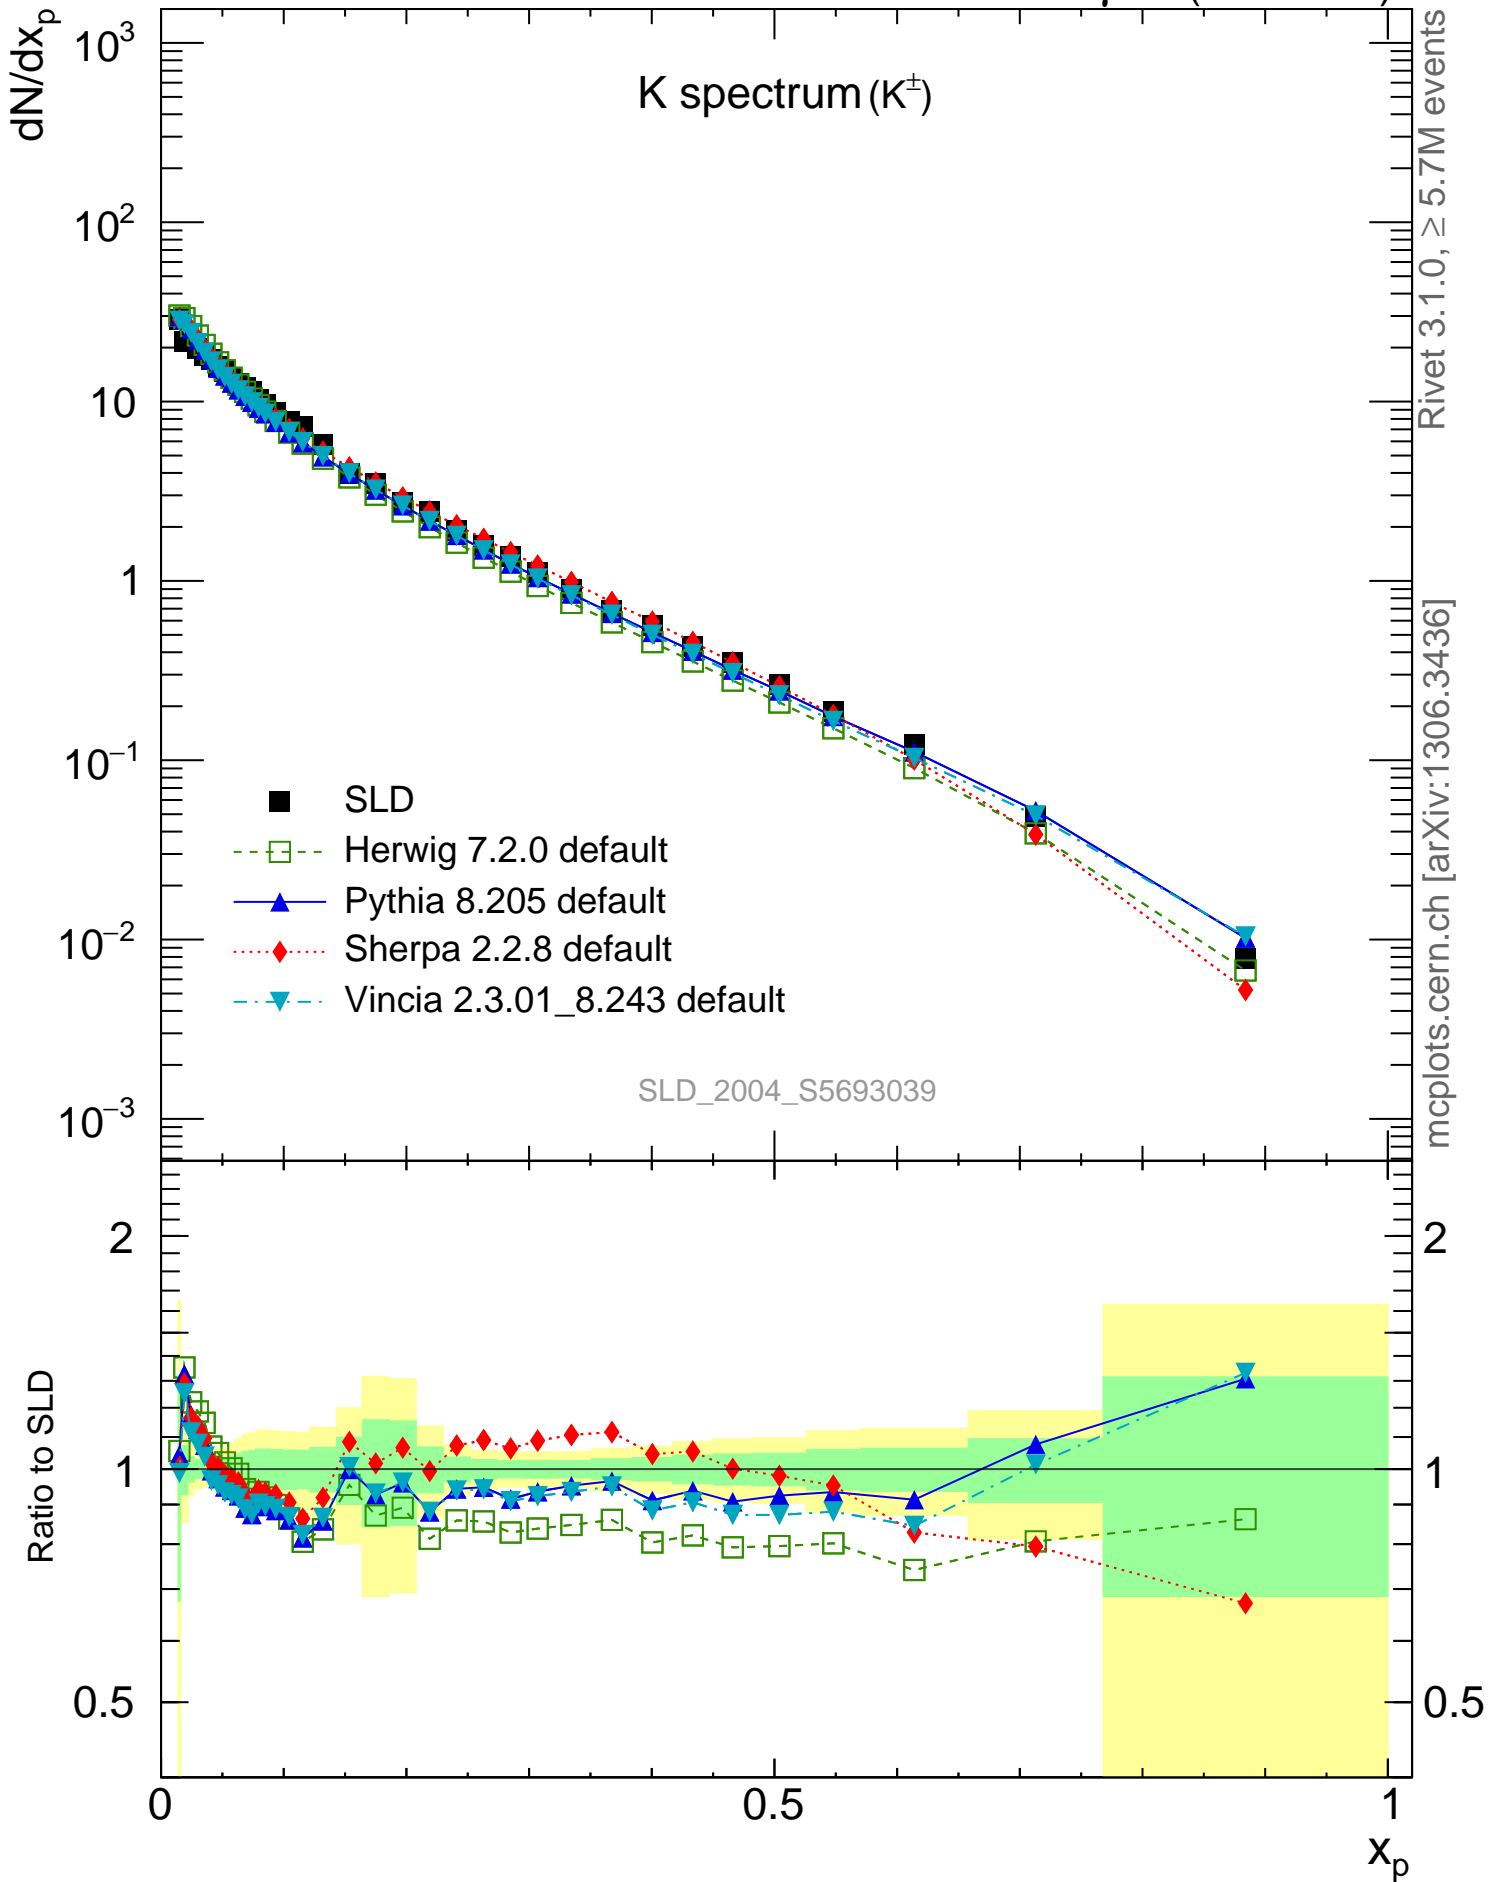 dN/dx_p
K spectrum (K^±)
10^3
10^2
10
1
10^−1
10^−2
10^−3
SLD
Herwig 7.2.0 default
Pythia 8.205 default
Sherpa 2.2.8 default
Vincia 2.3.01_8.243 default
SLD_2004_S5693039
Rivet 3.1.0, ≥ 5.7M events
mcplots.cern.ch [arXiv:1306.3436]
Ratio to SLD
2
1
0.5
2
1
0.5
0
0.5
1
x_p